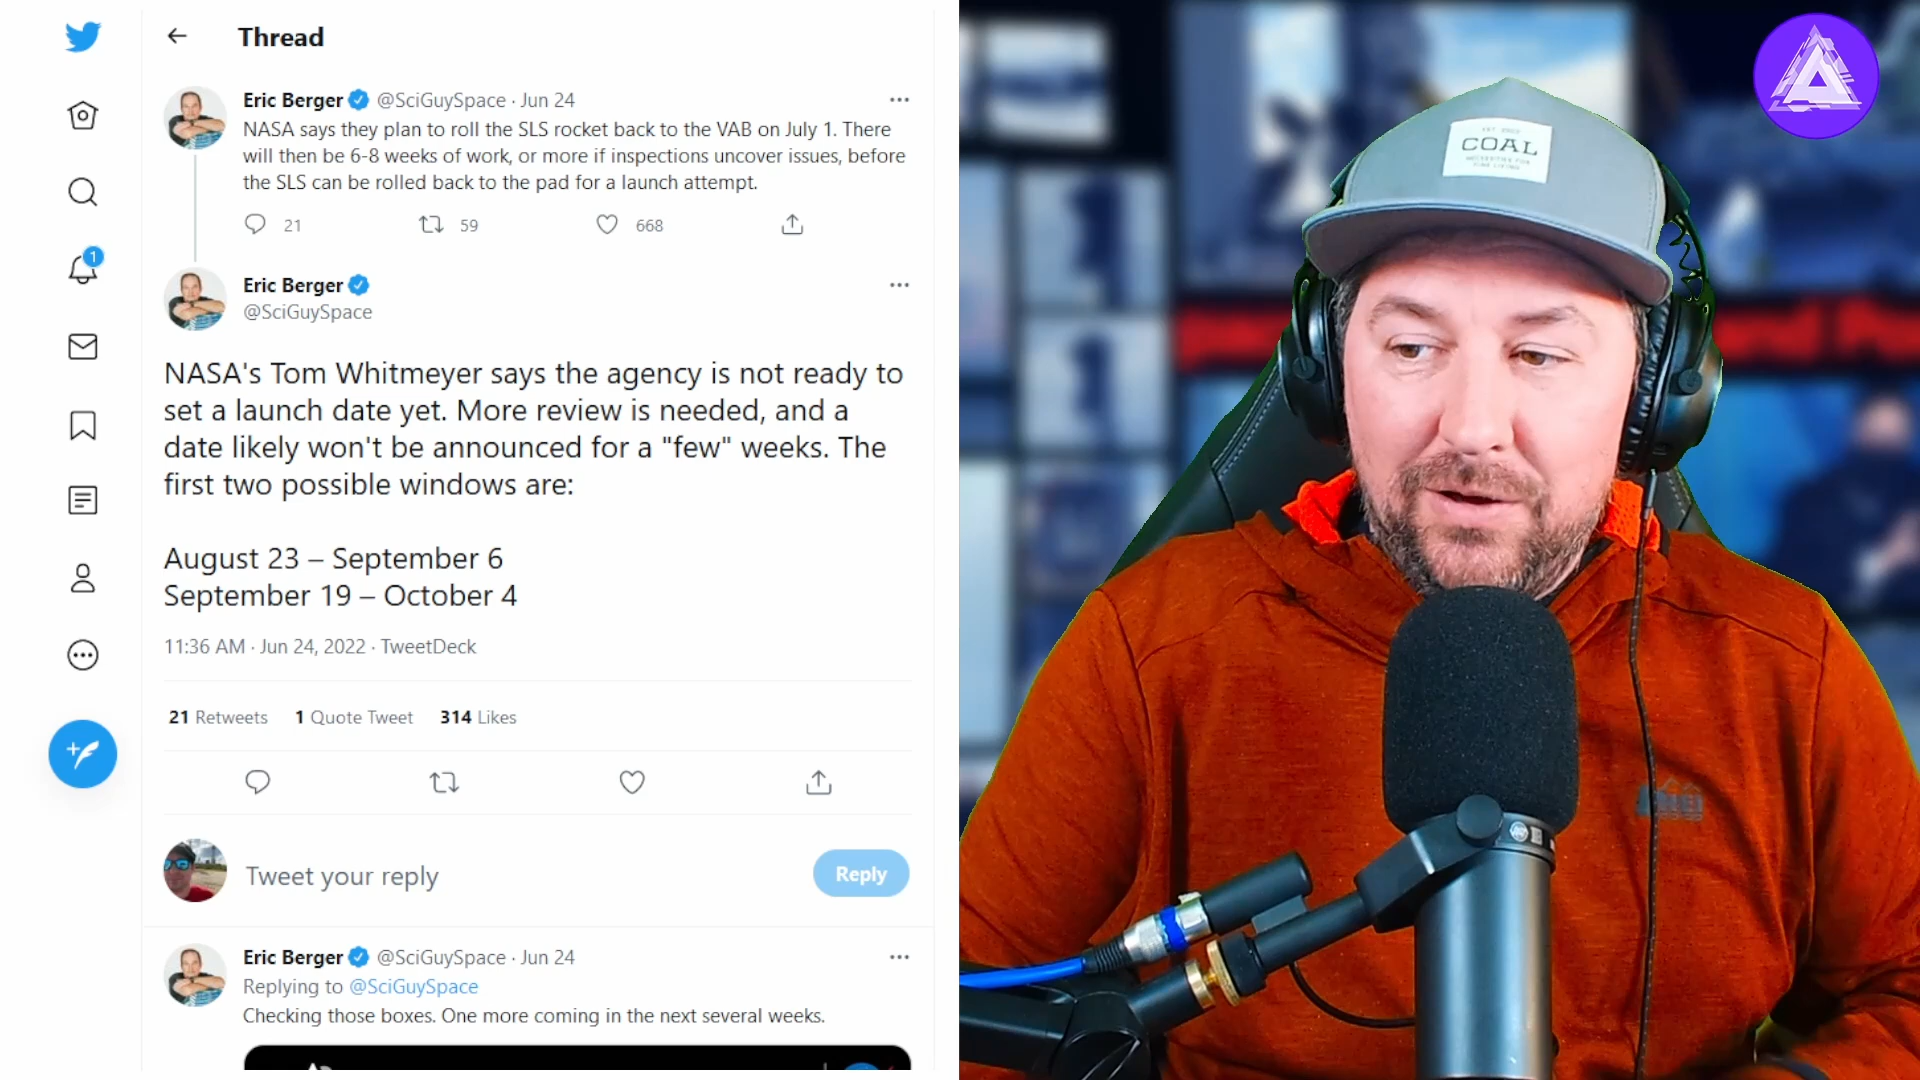 Thread
Eric Berger @SciGuySpace · Jun 24
NASA says they plan to roll the SLS rocket back to the VAB on July 1. There
will then be 6-8 weeks of work, or more if inspections uncover issues, before
the SLS can be rolled back to the pad for a launch attempt.
21 59 668
1
Eric Berger
@SciGuySpace
NASA's Tom Whitmeyer says the agency is not ready to
set a launch date yet. More review is needed, and a
date likely won't be announced for a "few" weeks. The
first two possible windows are:
August 23 – September 6
September 19 – October 4
11:36 AM · Jun 24, 2022 · TweetDeck
21 Retweets 1 Quote Tweet 314 Likes
Tweet your reply
Reply
Eric Berger @SciGuySpace · Jun 24
Replying to @SciGuySpace
Checking those boxes. One more coming in the next several weeks.
COAL